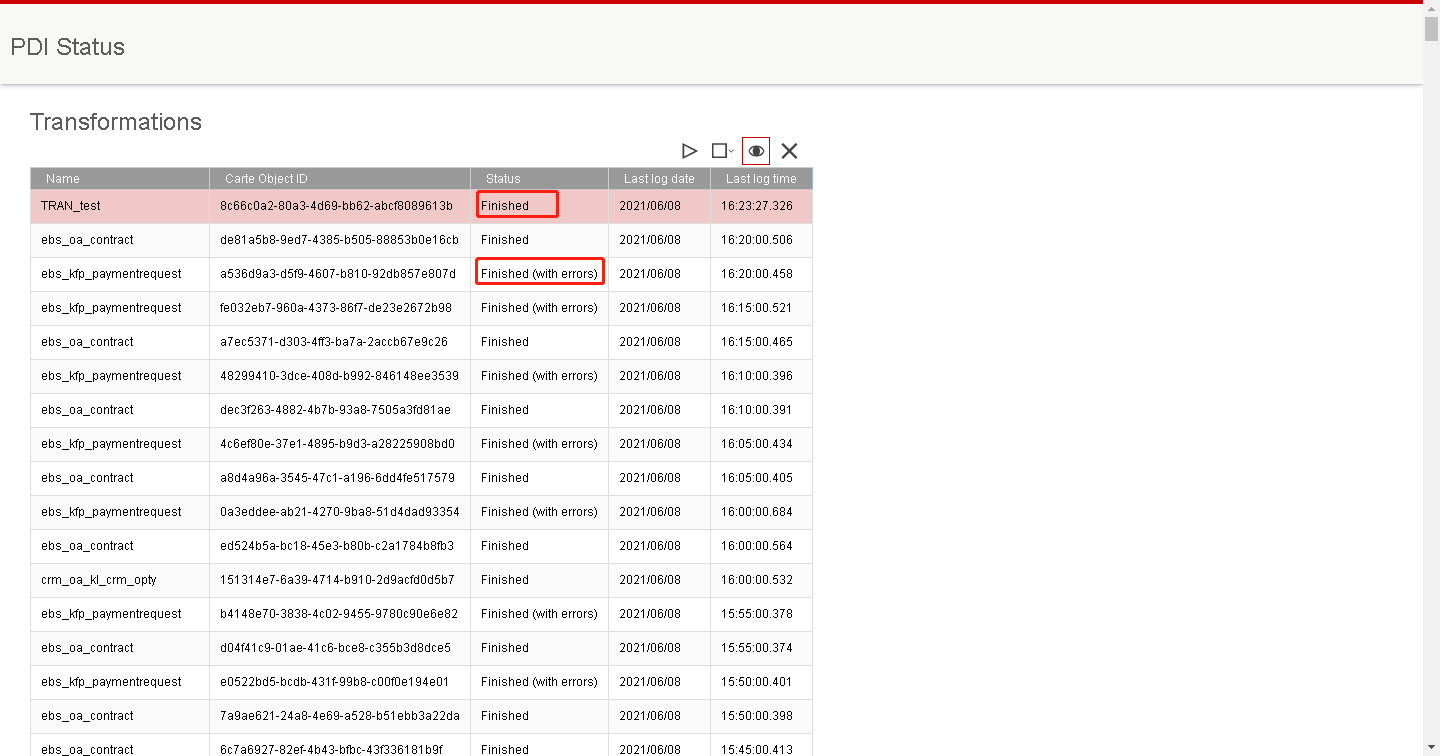 PDI Status
Transformations
Name Carte Object ID Status Last log date Last log time
TRAN_test 8c66c0a2-80a3-4d69-bb62-abcf8089613b Finished 2021/06/08 16:23:27.326
ebs_oa_contract de81a5b8-9ed7-4385-b505-88853b0e16cb Finished 2021/06/08 16:20:00.506
ebs_kfp_paymentrequest a536d9a3-d5f9-4607-b810-92db857e807d Finished (with errors) 2021/06/08 16:20:00.458
ebs_kfp_paymentrequest fe032eb7-960a-4373-86f7-de23e2672b98 Finished (with errors) 2021/06/08 16:15:00.521
ebs_oa_contract a7ec5371-d303-4ff3-ba7a-2accb67e9c26 Finished 2021/06/08 16:15:00.465
ebs_kfp_paymentrequest 48299410-3dce-408d-b992-846148ee3539 Finished (with errors) 2021/06/08 16:10:00.396
ebs_oa_contract dec3f263-4882-4b7b-93a8-7505a3fd81ae Finished 2021/06/08 16:10:00.391
ebs_kfp_paymentrequest 4c6ef80e-37e1-4895-b9d3-a28225908bd0 Finished (with errors) 2021/06/08 16:05:00.434
ebs_oa_contract a8d4a96a-3545-47c1-a196-6dd4fe517579 Finished 2021/06/08 16:05:00.405
ebs_kfp_paymentrequest 0a3eddee-ab21-4270-9ba8-51d4dad93354 Finished (with errors) 2021/06/08 16:00:00.684
ebs_oa_contract ed524b5a-bc18-45e3-b80b-c2a1784b8fb3 Finished 2021/06/08 16:00:00.564
crm_oa_kl_crm_opty 151314e7-6a39-4714-b910-2d9acfd0d5b7 Finished 2021/06/08 16:00:00.532
ebs_kfp_paymentrequest b4148e70-3838-4c02-9455-9780c90e6e82 Finished (with errors) 2021/06/08 15:55:00.378
ebs_oa_contract d04f41c9-01ae-41c6-bce8-c355b3d8dce5 Finished 2021/06/08 15:55:00.374
ebs_kfp_paymentrequest e0522bd5-bcdb-431f-99b8-c00f0e194e01 Finished (with errors) 2021/06/08 15:50:00.401
ebs_oa_contract 7a9ae621-24a8-4e69-a528-b51ebb3a22da Finished 2021/06/08 15:50:00.398
ebs_oa_contract 6c7a6927-82ef-4b43-bfbc-43f336181b9f Finished 2021/06/08 15:45:00.413